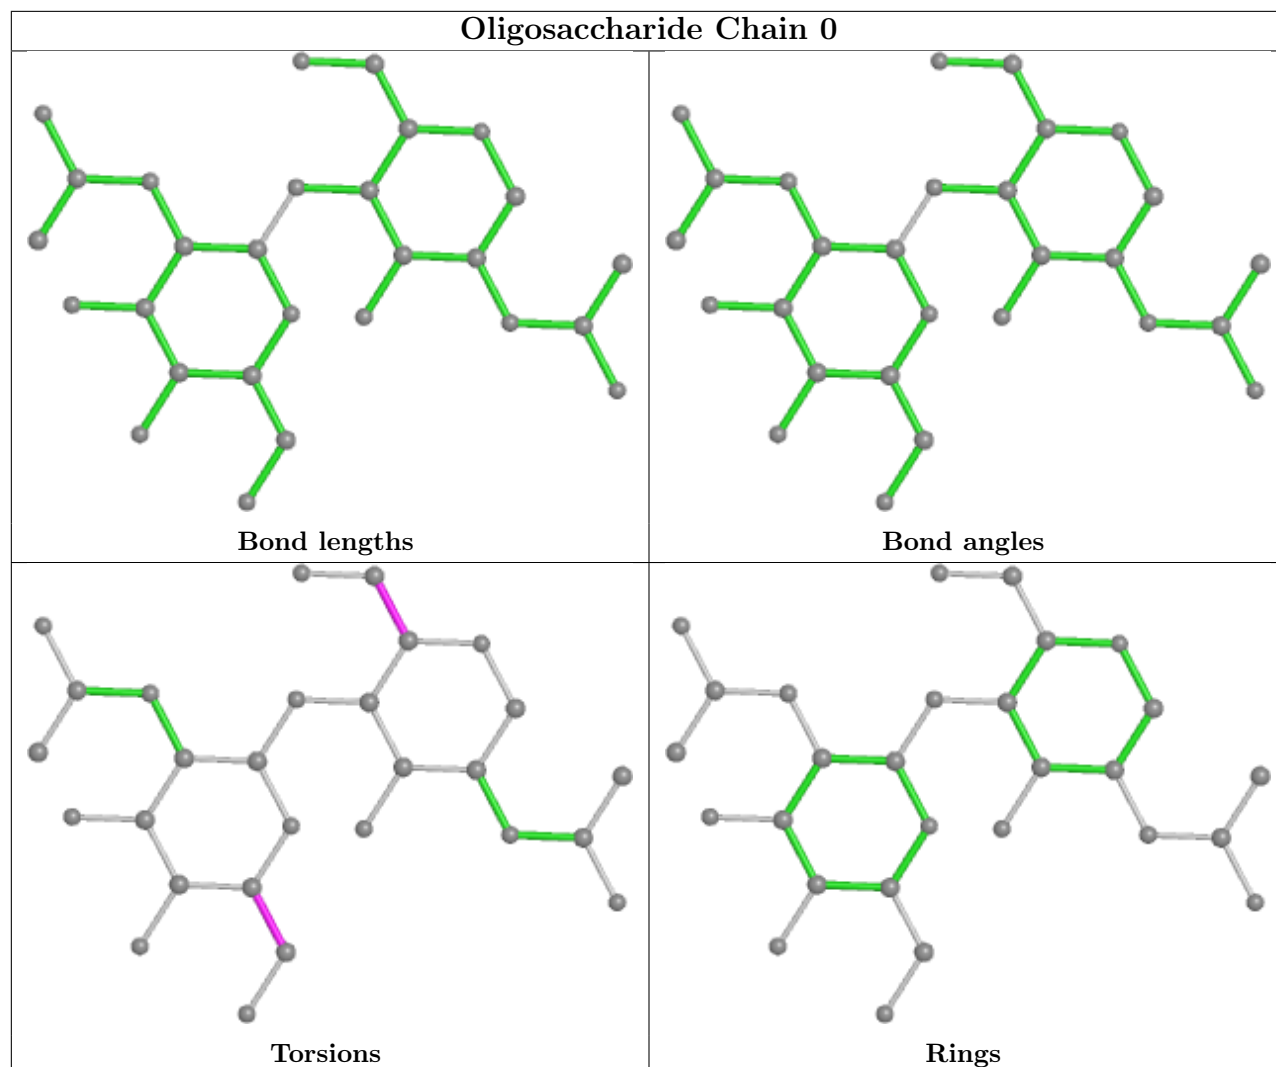 Oligosaccharide Chain 0
Bond lengths
Bond angles
Torsions
Rings